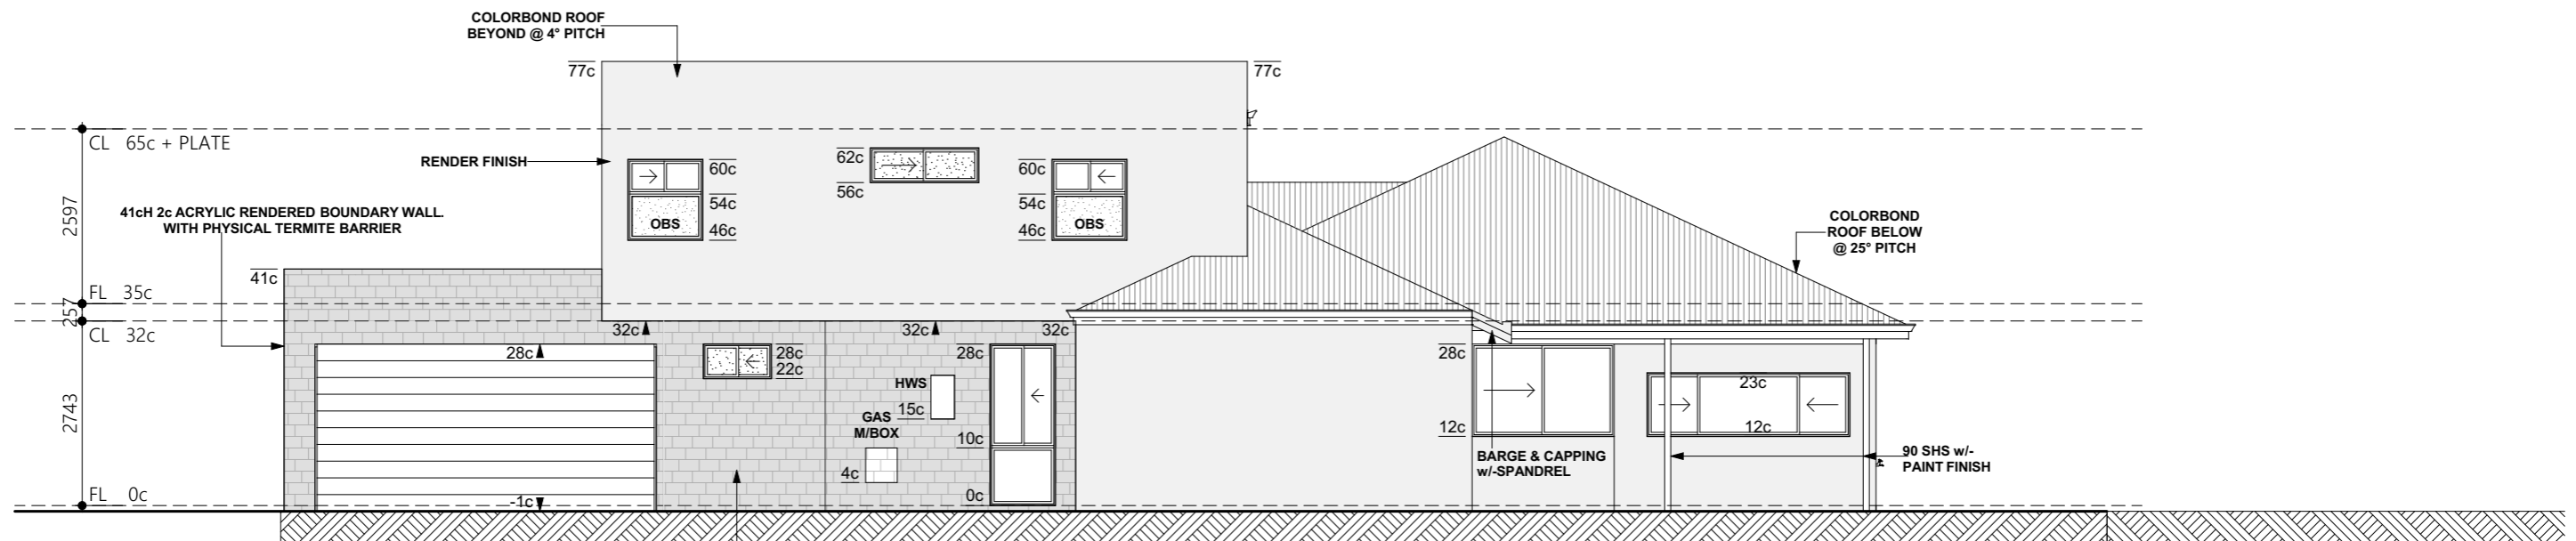 COLORBOND ROOF
BEYOND @ 4° PITCH
77c
77c
CL 65c + PLATE
RENDER FINISH
60c
54c
46c
OBS
62c
56c
60c
54c
46c
OBS
2597
41cH 2c ACRYLIC RENDERED BOUNDARY WALL.
WITH PHYSICAL TERMITE BARRIER
COLORBOND
ROOF BELOW
@ 25° PITCH
41c
FL 35c
257
CL 32c
32c
32c
32c
28c
28c
22c
28c
28c
23c
HWS
15c
GAS
M/BOX
10c
12c
12c
2743
4c
BARGE & CAPPING
w/-SPANDREL
90 SHS w/-
PAINT FINISH
FL 0c
-1c
0c